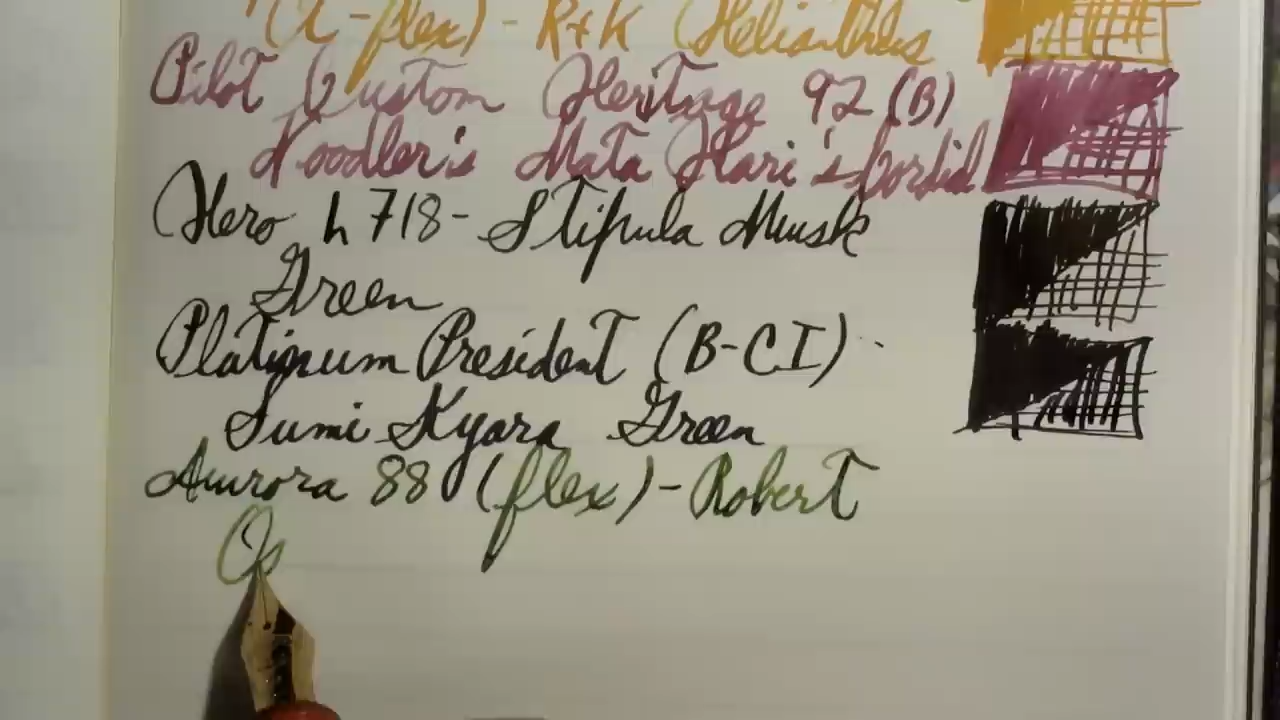 (X-flex) - R+K Helianthus
Pilot Custom Heritage 92 (B)
Noodler's Mata Hari's Cordial
Hero h 718 - Stipula Musk
Green
Platinum President (B-CI) -
Sumi Kyara Green
Aurora 88 (flex) - Robert
Os